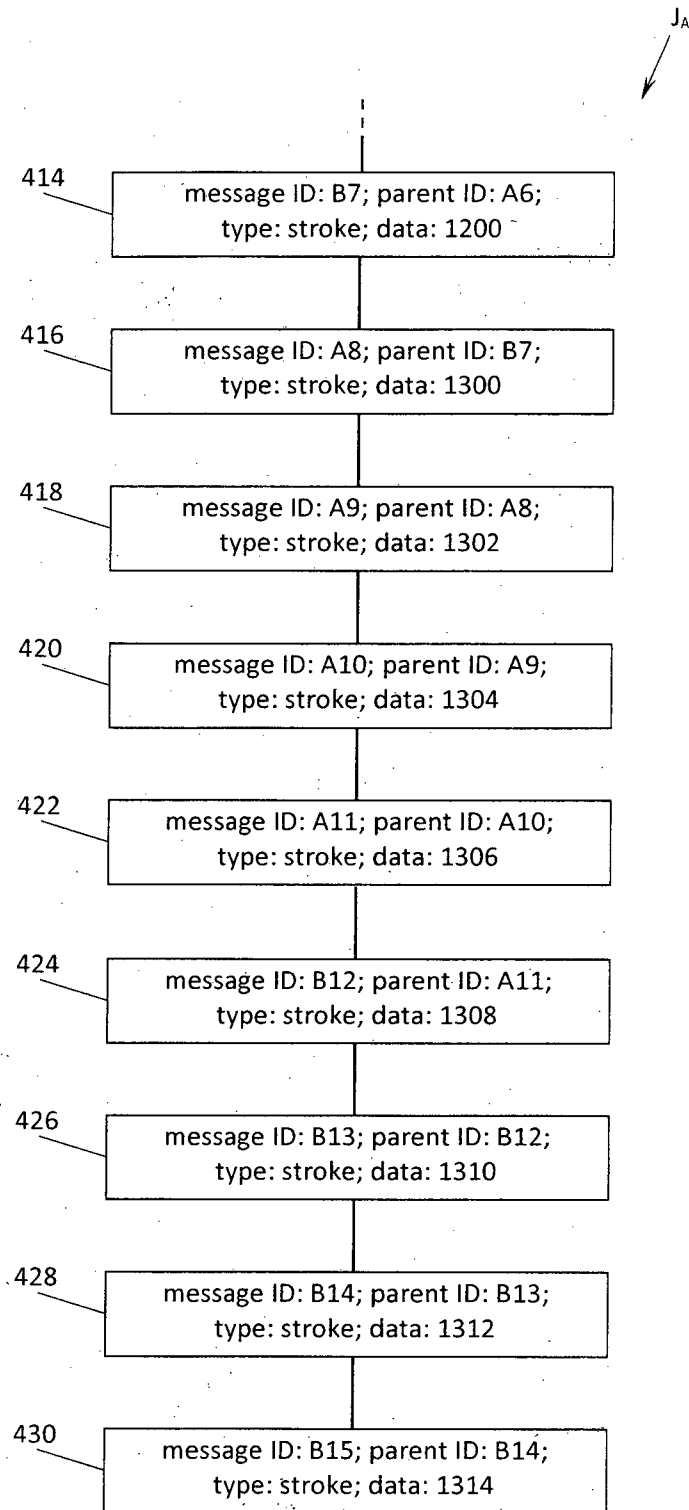 JA
414
message ID: B7; parent ID: A6;
type: stroke; data: 1200
416
message ID: A8; parent ID: B7;
type: stroke; data: 1300
418
message ID: A9; parent ID: A8;
type: stroke; data: 1302
420
message ID: A10; parent ID: A9;
type: stroke; data: 1304
422
message ID: A11; parent ID: A10;
type: stroke; data: 1306
424
message ID: B12; parent ID: A11;
type: stroke; data: 1308
426
message ID: B13; parent ID: B12;
type: stroke; data: 1310
428
message ID: B14; parent ID: B13;
type: stroke; data: 1312
430
message ID: B15; parent ID: B14;
type: stroke; data: 1314